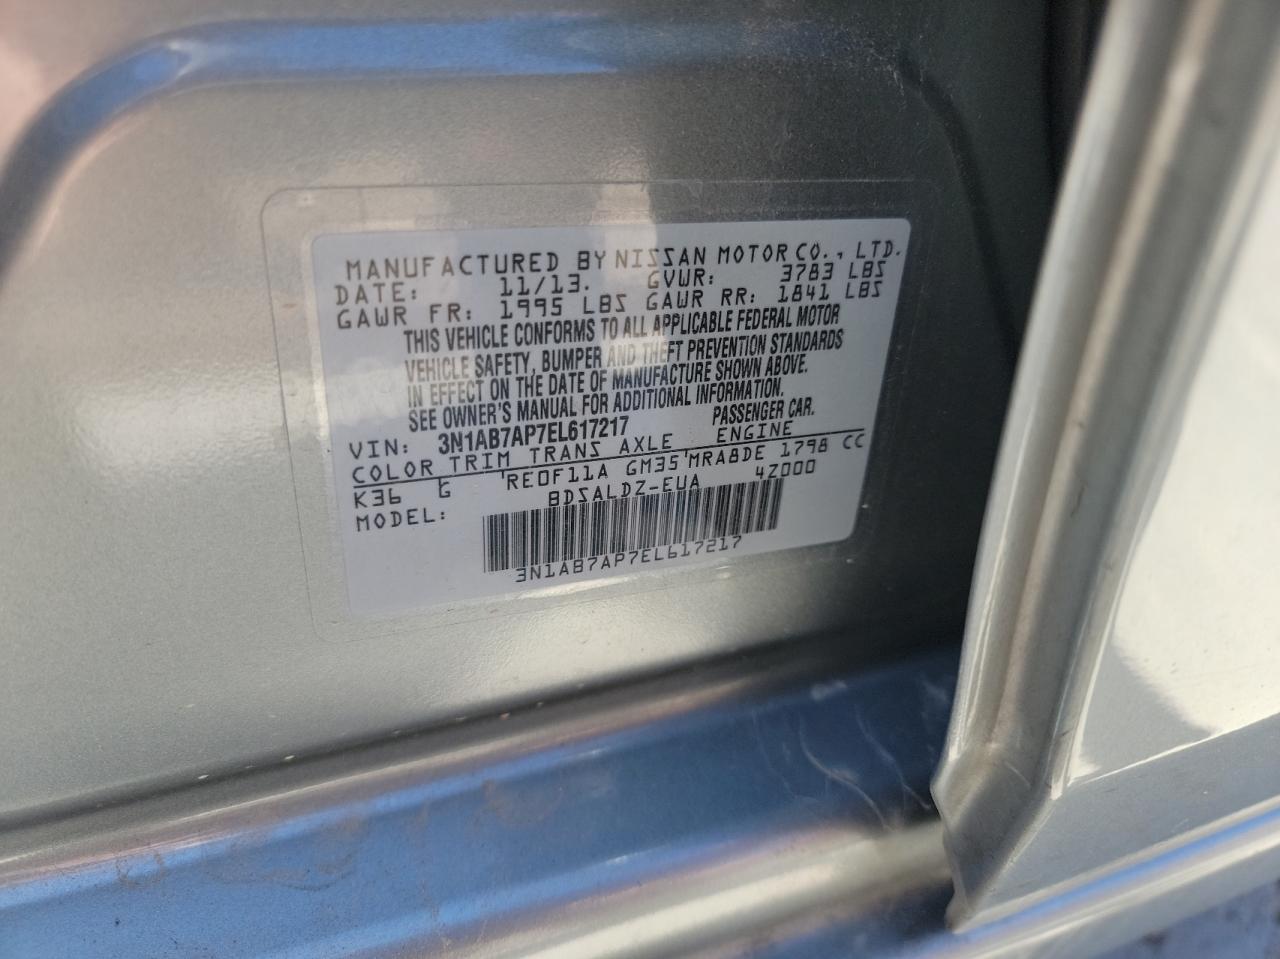 MANUFACTURED BY NISSAN MOTOR CO., LTD.
DATE: 11/13. GVWR: 3783 LBS
GAWR FR: 1995 LBS GAWR RR: 1841 LBS
THIS VEHICLE CONFORMS TO ALL APPLICABLE FEDERAL MOTOR
VEHICLE SAFETY, BUMPER AND THEFT PREVENTION STANDARDS
IN EFFECT ON THE DATE OF MANUFACTURE SHOWN ABOVE.
SEE OWNER'S MANUAL FOR ADDITIONAL INFORMATION.
VIN: 3N1AB7AP7EL617217 PASSENGER CAR.
COLOR TRIM TRANS AXLE ENGINE
K36 G 'RE0F11A GM35'MRA8DE 1798 CC
MODEL: BDSALDZ-EUA 42000
3N1AB7AP7EL617217